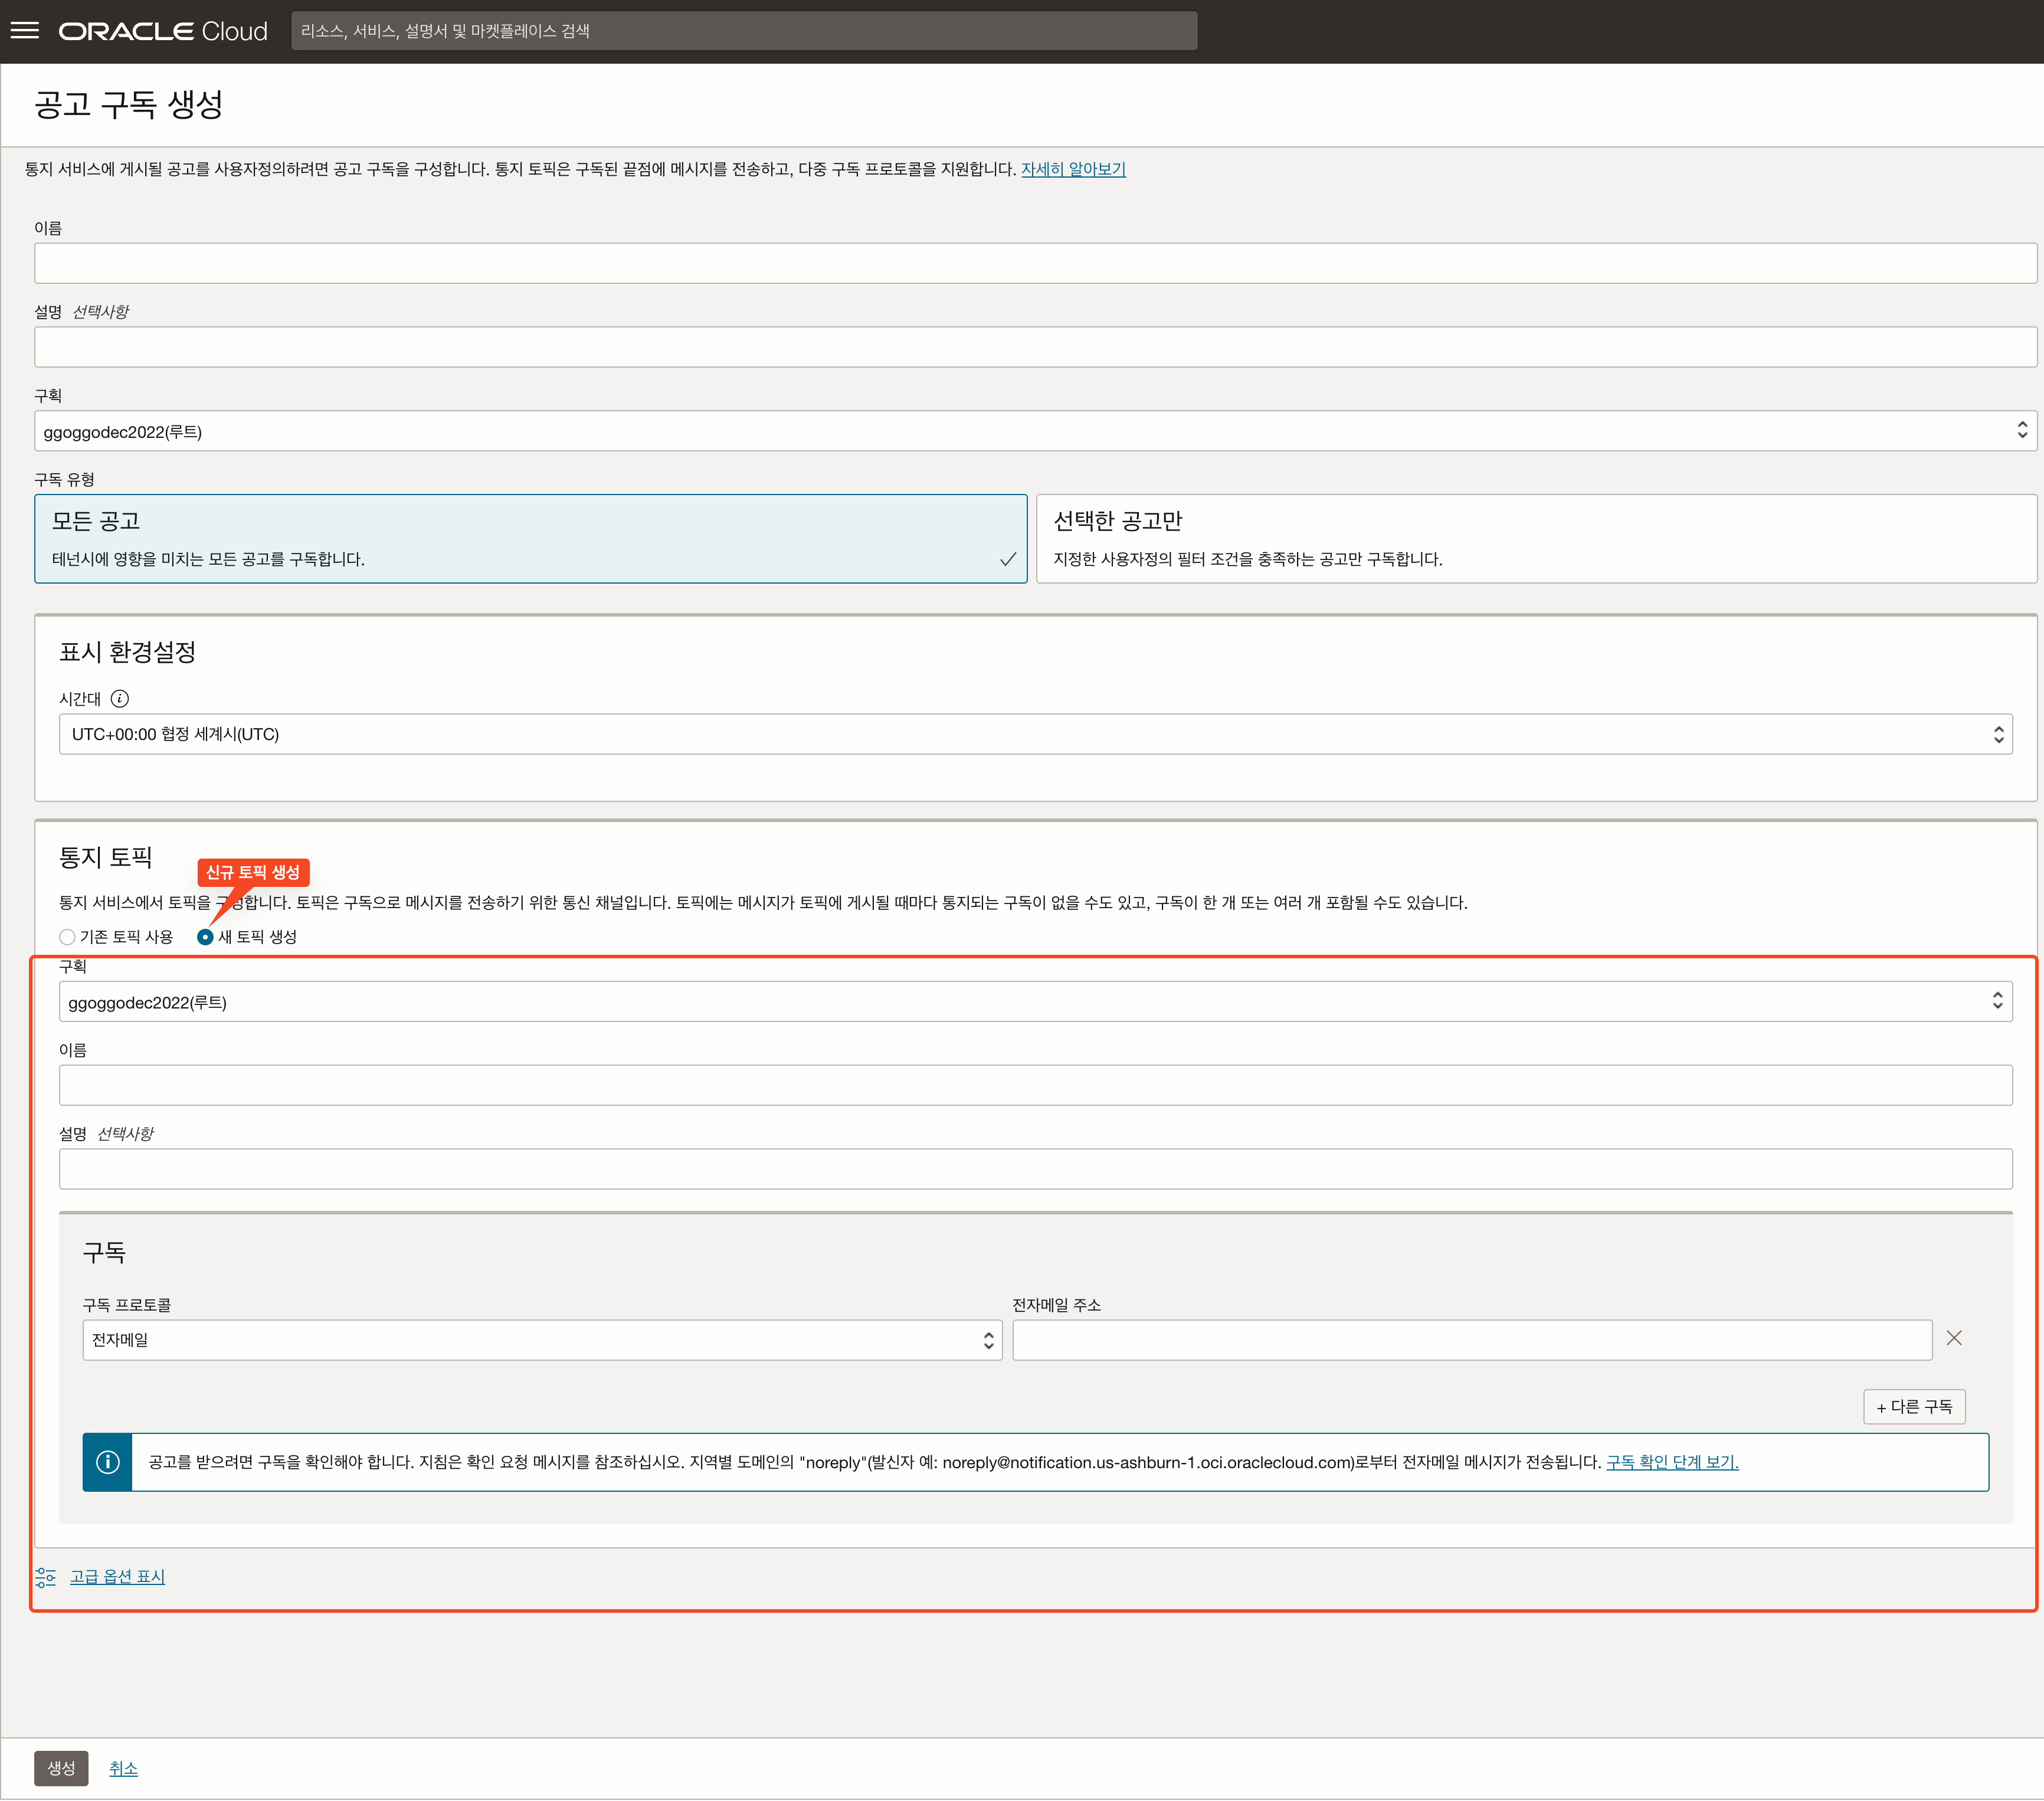 ORACLE Cloud
리소스, 서비스, 설명서 및 마켓플레이스 검색
공고 구독 생성
통지 서비스에 게시될 공고를 사용자정의하려면 공고 구독을 구성합니다. 통지 토픽은 구독된 끝점에 메시지를 전송하고, 다중 구독 프로토콜을 지원합니다. 자세히 알아보기
이름
설명 선택사항
구획
ggoggodec2022(루트)
구독 유형
모든 공고
테넌시에 영향을 미치는 모든 공고를 구독합니다.
선택한 공고만
지정한 사용자정의 필터 조건을 충족하는 공고만 구독합니다.
표시 환경설정
시간대
UTC+00:00 협정 세계시(UTC)
통지 토픽
신규 토픽 생성
통지 서비스에서 토픽을 구성합니다. 토픽은 구독으로 메시지를 전송하기 위한 통신 채널입니다. 토픽에는 메시지가 토픽에 게시될 때마다 통지되는 구독이 없을 수도 있고, 구독이 한 개 또는 여러 개 포함될 수도 있습니다.
기존 토픽 사용 새 토픽 생성
구획
ggoggodec2022(루트)
이름
설명 선택사항
구독
구독 프로토콜 전자메일 주소
전자메일
+ 다른 구독
공고를 받으려면 구독을 확인해야 합니다. 지침은 확인 요청 메시지를 참조하십시오. 지역별 도메인의 "noreply"(발신자 예: noreply@notification.us-ashburn-1.oci.oraclecloud.com)로부터 전자메일 메시지가 전송됩니다. 구독 확인 단계 보기.
고급 옵션 표시
생성 취소